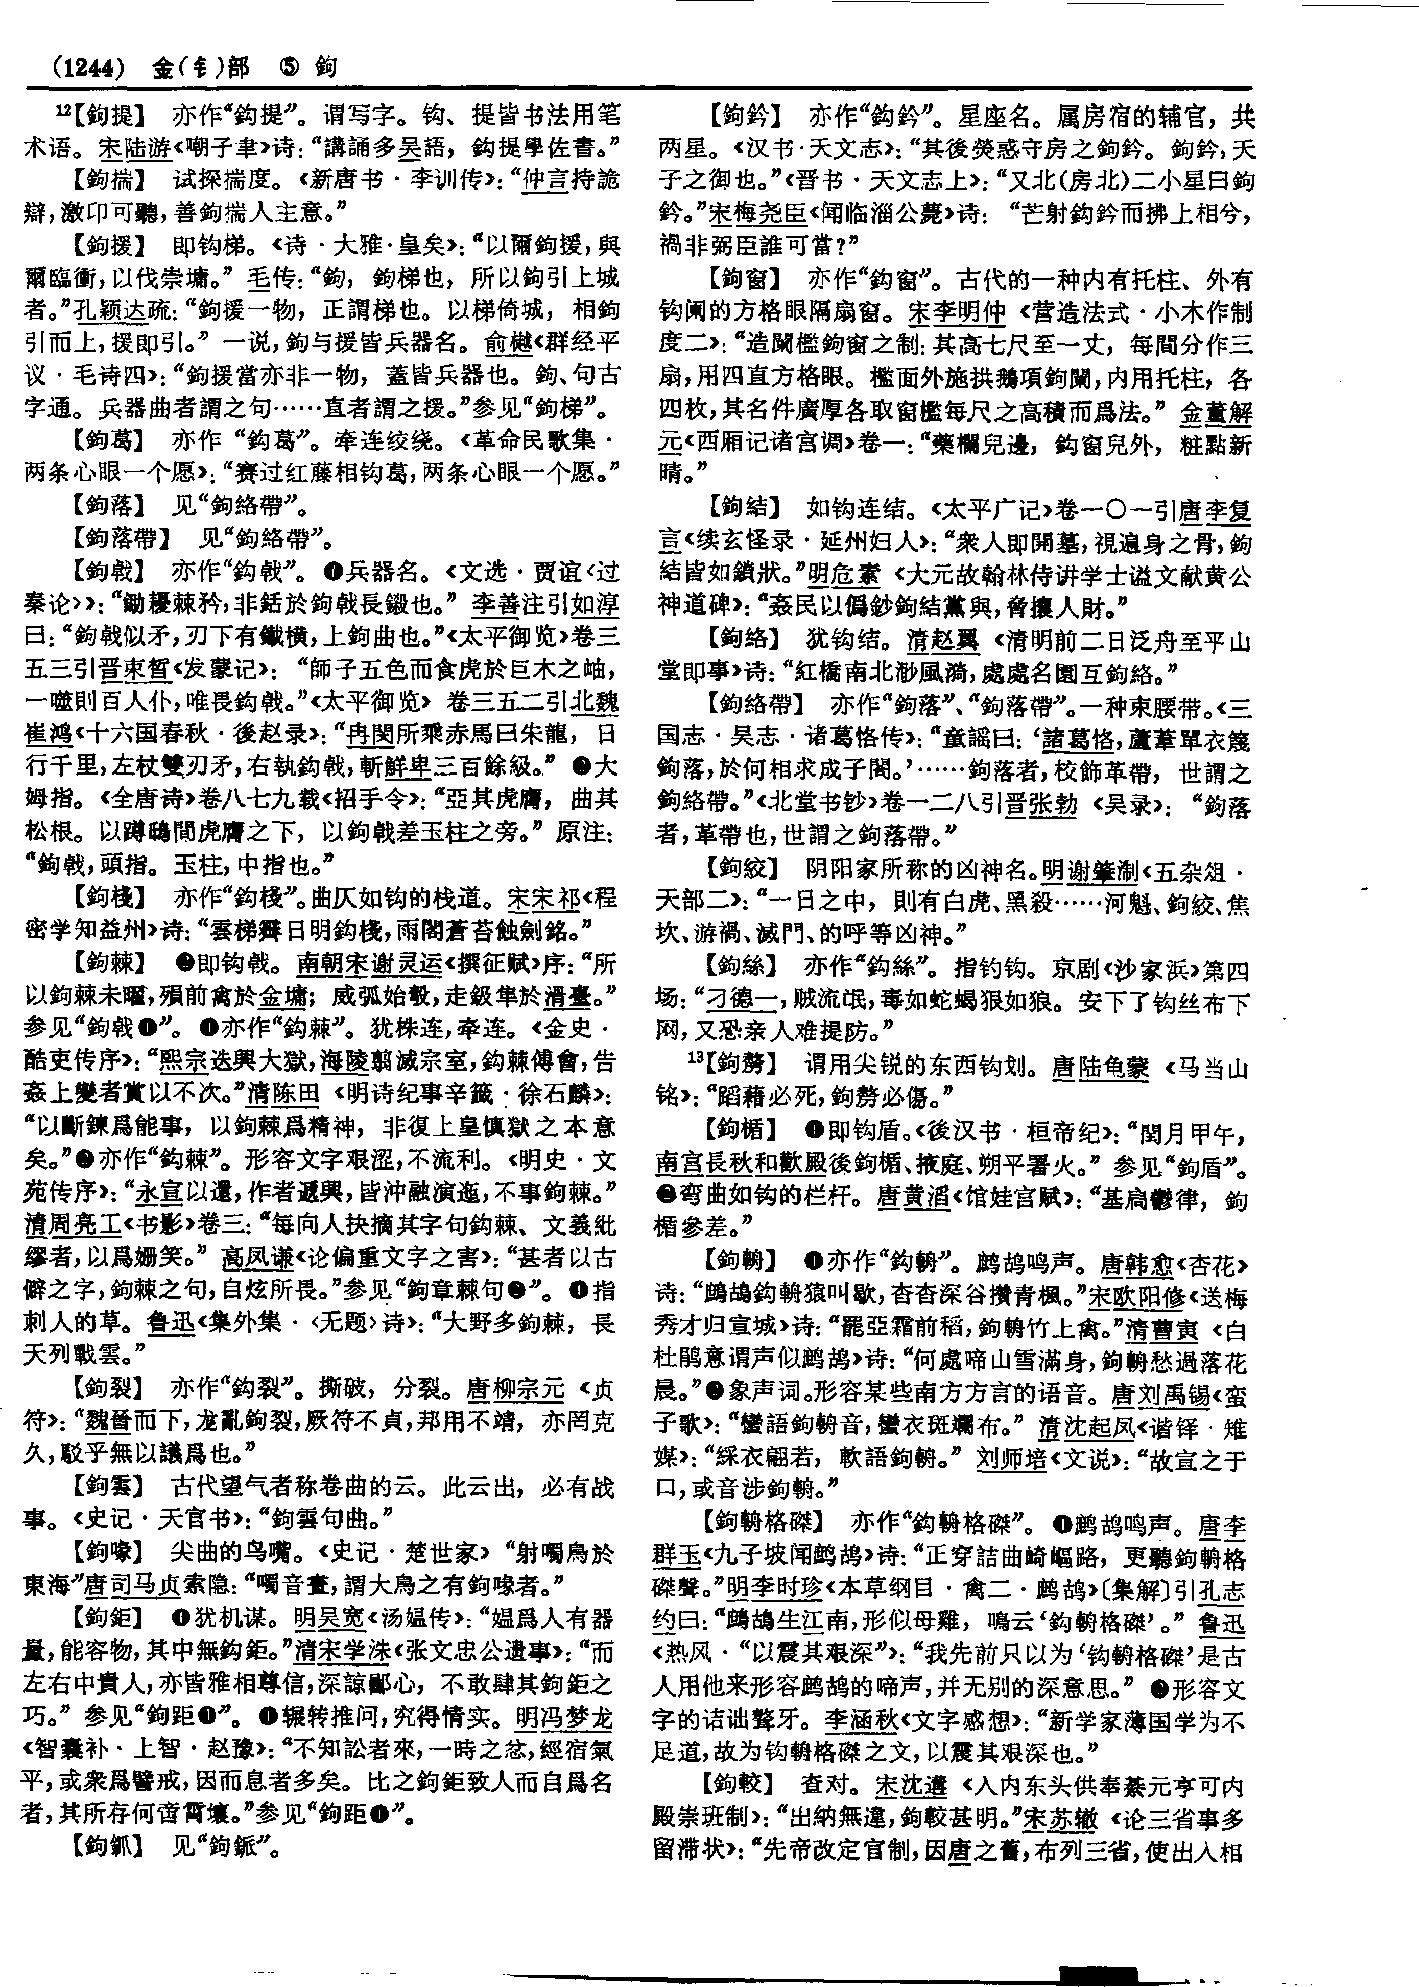 (1244) 金(钅)部 ⑤ 鉤
12【鉤提】 亦作“鈎提”。谓写字。钩、提皆书法用笔
术语。宋陆游《嘲子聿》诗：“講誦多吴語，鈎提學佐書。”
【鉤揣】 试探揣度。《新唐书·李训传》：“仲言持詭
辯，激卬可聽，善鉤揣人主意。”
【鉤援】 即钩梯。《诗·大雅·皇矣》：“以爾鉤援，與
爾臨衝，以伐崇墉。” 毛传：“鉤，鉤梯也，所以鉤引上城
者。”孔颖达疏：“鉤援一物，正謂梯也。以梯倚城，相鉤
引而上，援即引。” 一说，鉤与援皆兵器名。俞樾《群经平
议·毛诗四》：“鉤援當亦非一物，蓋皆兵器也。鉤、句古
字通。兵器曲者謂之句……直者謂之援。”参见“鉤梯”。
【鉤葛】 亦作“鈎葛”。牵连绞绕。《革命民歌集·
两条心眼一个愿》：“赛过红藤相钩葛，两条心眼一个愿。”
【鉤落】 见“鉤絡帶”。
【鉤落帶】 见“鉤絡帶”。
【鉤戟】 亦作“鈎戟”。❶兵器名。《文选·贾谊〈过
秦论〉》：“鋤櫌棘矜，非銛於鉤戟長鎩也。” 李善注引如淳
曰：“鉤戟似矛，刃下有鐵橫，上鉤曲也。”《太平御览》卷三
五三引晋束皙《发蒙记》：“師子五色而食虎於巨木之岫，
一噬則百人仆，唯畏鈎戟。”《太平御览》卷三五二引北魏
崔鸿《十六国春秋·後赵录》：“冉閔所乘赤馬曰朱龍，日
行千里，左杖雙刃矛，右執鈎戟，斬鮮卑三百餘級。” ❷大
姆指。《全唐诗》卷八七九载《招手令》：“亞其虎膺，曲其
松根。以蹲鴟間虎膺之下，以鉤戟差玉柱之旁。” 原注：
“鉤戟，頭指。玉柱，中指也。”
【鉤棧】 亦作“鈎棧”。曲仄如钩的栈道。宋宋祁《程
密学知益州》诗：“雲梯罥日明鈎棧，雨閣蒼苔蝕劍銘。”
【鉤棘】 ❶即钩戟。南朝宋谢灵运《撰征赋》序：“所
以鉤棘未曜，殞前禽於金墉；威弧始彀，走鈒隼於滑臺。”
参见“鉤戟❶”。❷亦作“鈎棘”。犹株连，牵连。《金史·
酷吏传序》：“熙宗迭興大獄，海陵翦滅宗室，鈎棘傅會，告
姦上變者賞以不次。”清陈田《明诗纪事辛籤·徐石麟》：
“以斷鍊爲能事，以鉤棘爲精神，非復上皇慎獄之本意
矣。”❸亦作“鈎棘”。形容文字艰涩，不流利。《明史·文
苑传序》：“永宣以還，作者遞興，皆沖融演迤，不事鉤棘。”
清周亮工《书影》卷三：“每向人抉摘其字句鈎棘、文義紕
繆者，以爲姍笑。” 高凤谦《论偏重文字之害》：“甚者以古
僻之字，鉤棘之句，自炫所畏。”参见“鉤章棘句❷”。❹指
刺人的草。鲁迅《集外集·〈无题〉诗》：“大野多鉤棘，長
天列戰雲。”
【鉤裂】 亦作“鈎裂”。撕破，分裂。唐柳宗元《贞
符》：“魏晉而下，龙亂鉤裂，厥符不貞，邦用不靖，亦罔克
久，駁乎無以議爲也。”
【鉤雲】 古代望气者称卷曲的云。此云出，必有战
事。《史记·天官书》：“鉤雲句曲。”
【鉤喙】 尖曲的鸟嘴。《史记·楚世家》“射噣鳥於
東海”唐司马贞索隐：“噣音晝，謂大鳥之有鉤喙者。”
【鉤鉅】 ❶犹机谋。明吴宽《汤媪传》：“媪爲人有器
量，能容物，其中無鈎鉅。”清宋学洙《张文忠公遗事》：“而
左右中貴人，亦皆雅相尊信，深諒鄙心，不敢肆其鉤鉅之
巧。” 参见“鉤距❶”。❷辗转推问，究得情实。明冯梦龙
《智囊补·上智·赵豫》：“不知訟者來，一時之忿，經宿氣
平，或衆爲譬戒，因而息者多矣。比之鉤鉅致人而自爲名
者，其所存何啻霄壤。”参见“鉤距❶”。
【鉤釽】 见“鉤鈲”。
【鉤鈐】 亦作“鈎鈐”。星座名。属房宿的辅官，共
两星。《汉书·天文志》：“其後熒惑守房之鉤鈐。鉤鈐，天
子之御也。”《晋书·天文志上》：“又北(房北)二小星曰鉤
鈐。”宋梅尧臣《闻临淄公薨》诗：“芒射鈎鈐而拂上相兮，
禍非弼臣誰可當？”
【鉤窗】 亦作“鈎窗”。古代的一种内有托柱、外有
钩阑的方格眼隔扇窗。宋李明仲《营造法式·小木作制
度二》：“造闌檻鉤窗之制：其高七尺至一丈，每間分作三
扇，用四直方格眼。檻面外施拱鵝項鉤闌，内用托柱，各
四枚，其名件廣厚各取窗檻每尺之高積而爲法。” 金董解
元《西厢记诸宫调》卷一：“藥欄兒邊，鈎窗兒外，粧點新
晴。”
【鉤結】 如钩连结。《太平广记》卷一〇一引唐李复
言《续玄怪录·延州妇人》：“衆人即開墓，視遍身之骨，鉤
結皆如鎖狀。”明危素《大元故翰林侍讲学士谥文献黄公
神道碑》：“姦民以僞鈔鉤結黨與，脅攘人財。”
【鉤絡】 犹钩结。清赵翼《清明前二日泛舟至平山
堂即事》诗：“紅橋南北渺風漪，處處名園互鉤絡。”
【鉤絡帶】 亦作“鉤落”、“鉤落帶”。一种束腰带。《三
国志·吴志·诸葛恪传》：“童謡曰：‘諸葛恪，蘆葦單衣篾
鉤落，於何相求成子閣。’……鉤落者，校飾革帶，世謂之
鉤絡帶。”《北堂书钞》卷一二八引晋张勃《吴录》：“鉤落
者，革帶也，世謂之鉤落帶。”
【鉤絞】 阴阳家所称的凶神名。明谢肇淛《五杂俎·
天部二》：“一日之中，則有白虎、黑殺……河魁、鉤絞、焦
坎、游禍、滅門、的呼等凶神。”
【鉤絲】 亦作“鈎絲”。指钓钩。京剧《沙家浜》第四
场：“刁德一，贼流氓，毒如蛇蝎狠如狼。安下了钩丝布下
网，又恐亲人难提防。”
13【鉤剺】 谓用尖锐的东西钩划。唐陆龟蒙《马当山
铭》：“蹈藉必死，鉤剺必傷。”
【鉤楯】 ❶即钩盾。《後汉书·桓帝纪》：“閏月甲午，
南宫長秋和歡殿後鉤楯、掖庭、朔平署火。” 参见“鉤盾”。
❷弯曲如钩的栏杆。唐黄滔《馆娃宫赋》：“基扃鬱律，鉤
楯參差。”
【鉤輈】 ❶亦作“鈎輈”。鹧鸪鸣声。唐韩愈《杏花》
诗：“鷓鴣鈎輈猿叫歇，杳杳深谷攢青楓。”宋欧阳修《送梅
秀才归宣城》诗：“罷亞霜前稻，鉤輈竹上禽。”清曹寅《白
杜鹃意谓声似鹧鸪》诗：“何處啼山雪滿身，鉤輈愁過落花
晨。”❷象声词。形容某些南方方言的语音。唐刘禹锡《蛮
子歌》：“蠻語鉤輈音，蠻衣斑斕布。” 清沈起凤《谐铎·雉
媒》：“綵衣翩若，軟語鉤輈。” 刘师培《文说》：“故宣之于
口，或音涉鉤輈。”
【鉤輈格磔】 亦作“鈎輈格磔”。❶鹧鸪鸣声。唐李
群玉《九子坡闻鹧鸪》诗：“正穿詰曲崎嶇路，更聽鉤輈格
磔聲。”明李时珍《本草纲目·禽二·鹧鸪》〔集解〕引孔志
约曰：“鷓鴣生江南，形似母雞，鳴云‘鉤輈格磔’。” 鲁迅
《热风·“以震其艰深”》：“我先前只以为‘钩輈格磔’是古
人用他来形容鹧鸪的啼声，并无别的深意思。” ❷形容文
字的诘诎聱牙。李涵秋《文字感想》：“新学家薄国学为不
足道，故为钩輈格磔之文，以震其艰深也。”
【鉤較】 查对。宋沈遘《入内东头供奉綦元亨可内
殿崇班制》：“出納無違，鉤較甚明。”宋苏辙《论三省事多
留滞状》：“先帝改定官制，因唐之舊，布列三省，使出入相